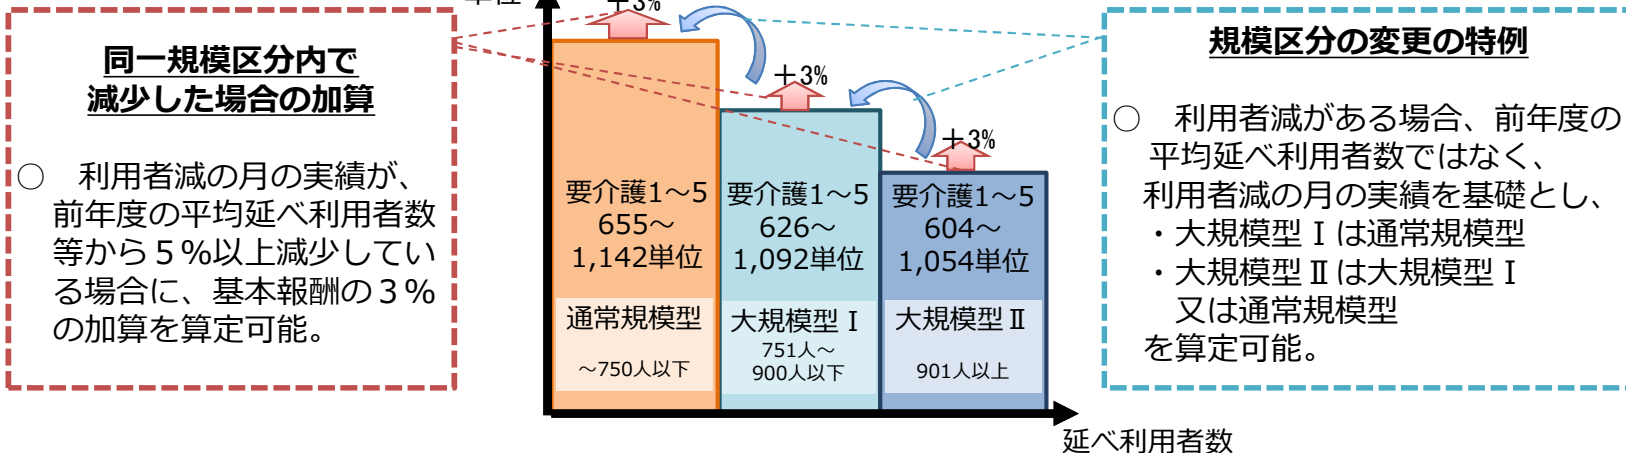 同一規模区分内で
減少した場合の加算
○　利用者減の月の実績が、
前年度の平均延べ利用者数
等から５%以上減少してい
る場合に、基本報酬の３%
の加算を算定可能。
単位
+3%
+3%
+3%
要介護1～5
655～
1,142単位
通常規模型
～750人以下
要介護1～5
626～
1,092単位
大規模型Ⅰ
751人～
900人以下
要介護1～5
604～
1,054単位
大規模型Ⅱ
901人以上
延べ利用者数
規模区分の変更の特例
○　利用者減がある場合、前年度の
平均延べ利用者数ではなく、
利用者減の月の実績を基礎とし、
・大規模型Ⅰは通常規模型
・大規模型Ⅱは大規模型Ⅰ
又は通常規模型
を算定可能。